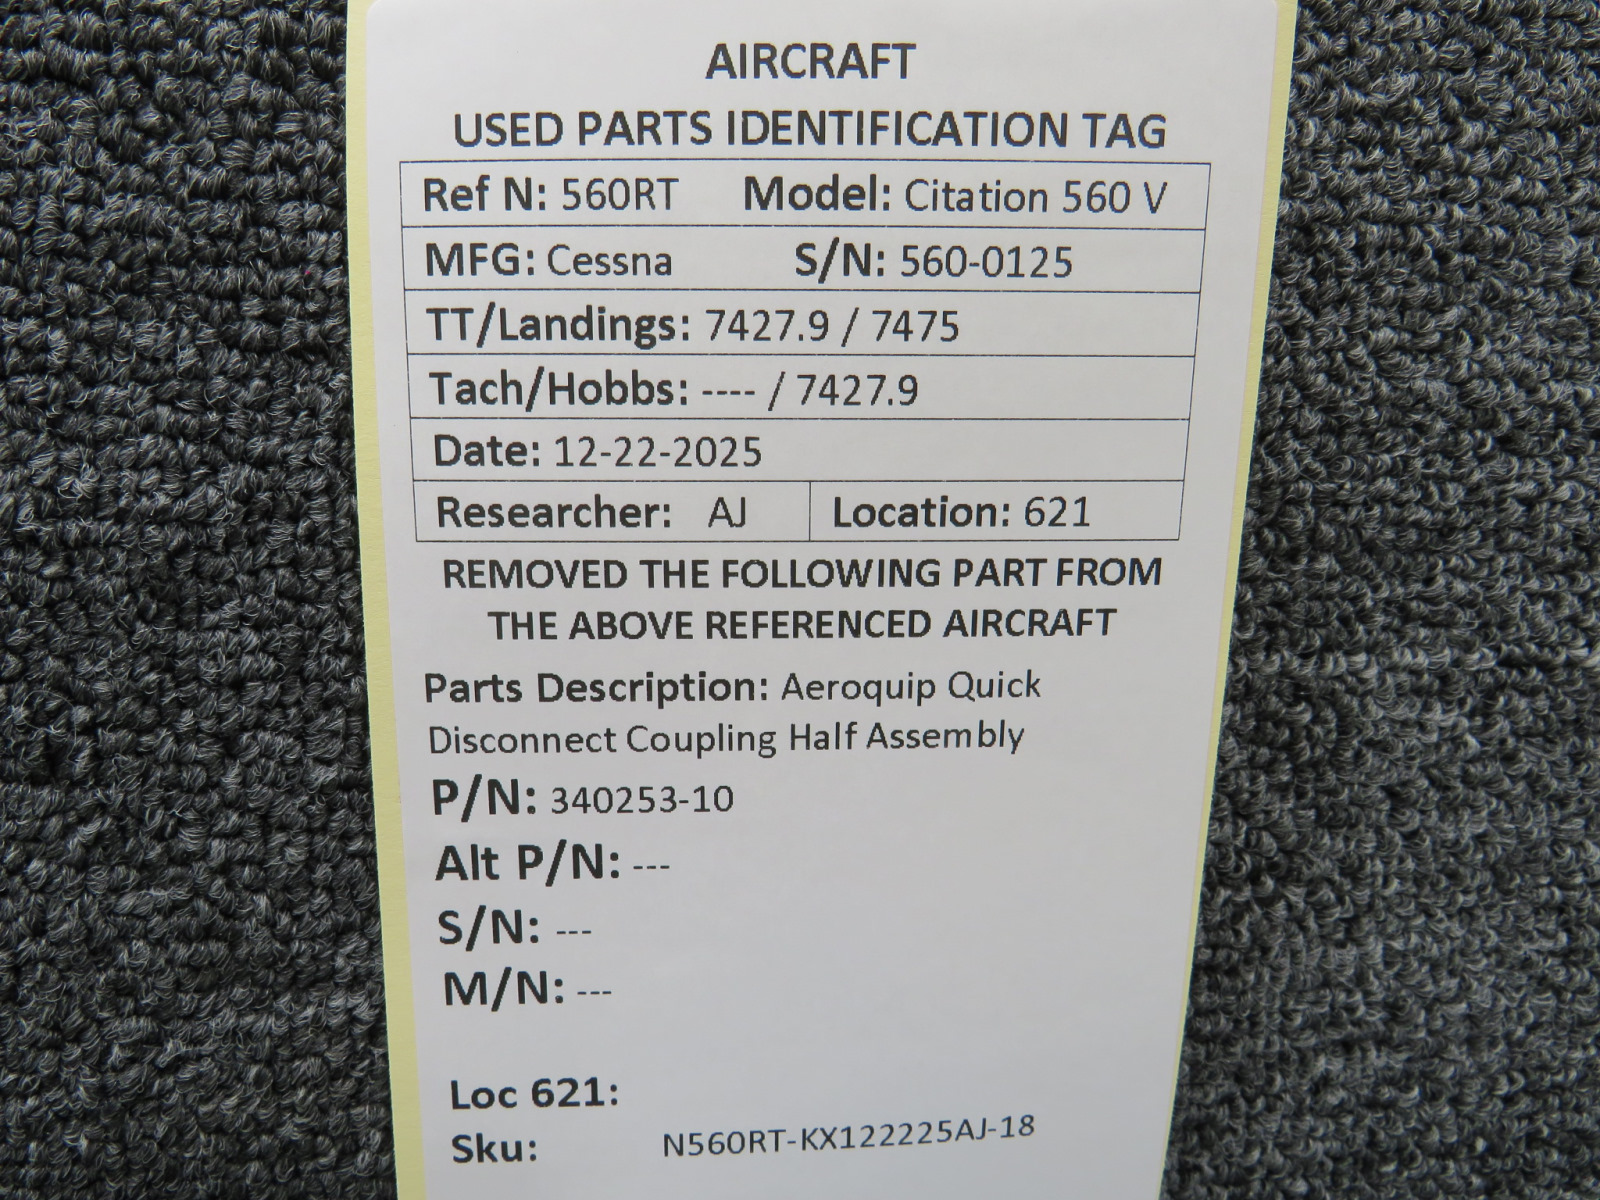 AIRCRAFT
USED PARTS IDENTIFICATION TAG
Ref N: 560RT Model: Citation 560 V
MFG: Cessna S/N: 560-0125
TT/Landings: 7427.9 / 7475
Tach/Hobbs: ---- / 7427.9
Date: 12-22-2025
Researcher: AJ Location: 621
REMOVED THE FOLLOWING PART FROM
THE ABOVE REFERENCED AIRCRAFT
Parts Description: Aeroquip Quick
Disconnect Coupling Half Assembly
P/N: 340253-10
Alt P/N: ---
S/N: ---
M/N: ---
Loc 621:
Sku: N560RT-KX122225AJ-18